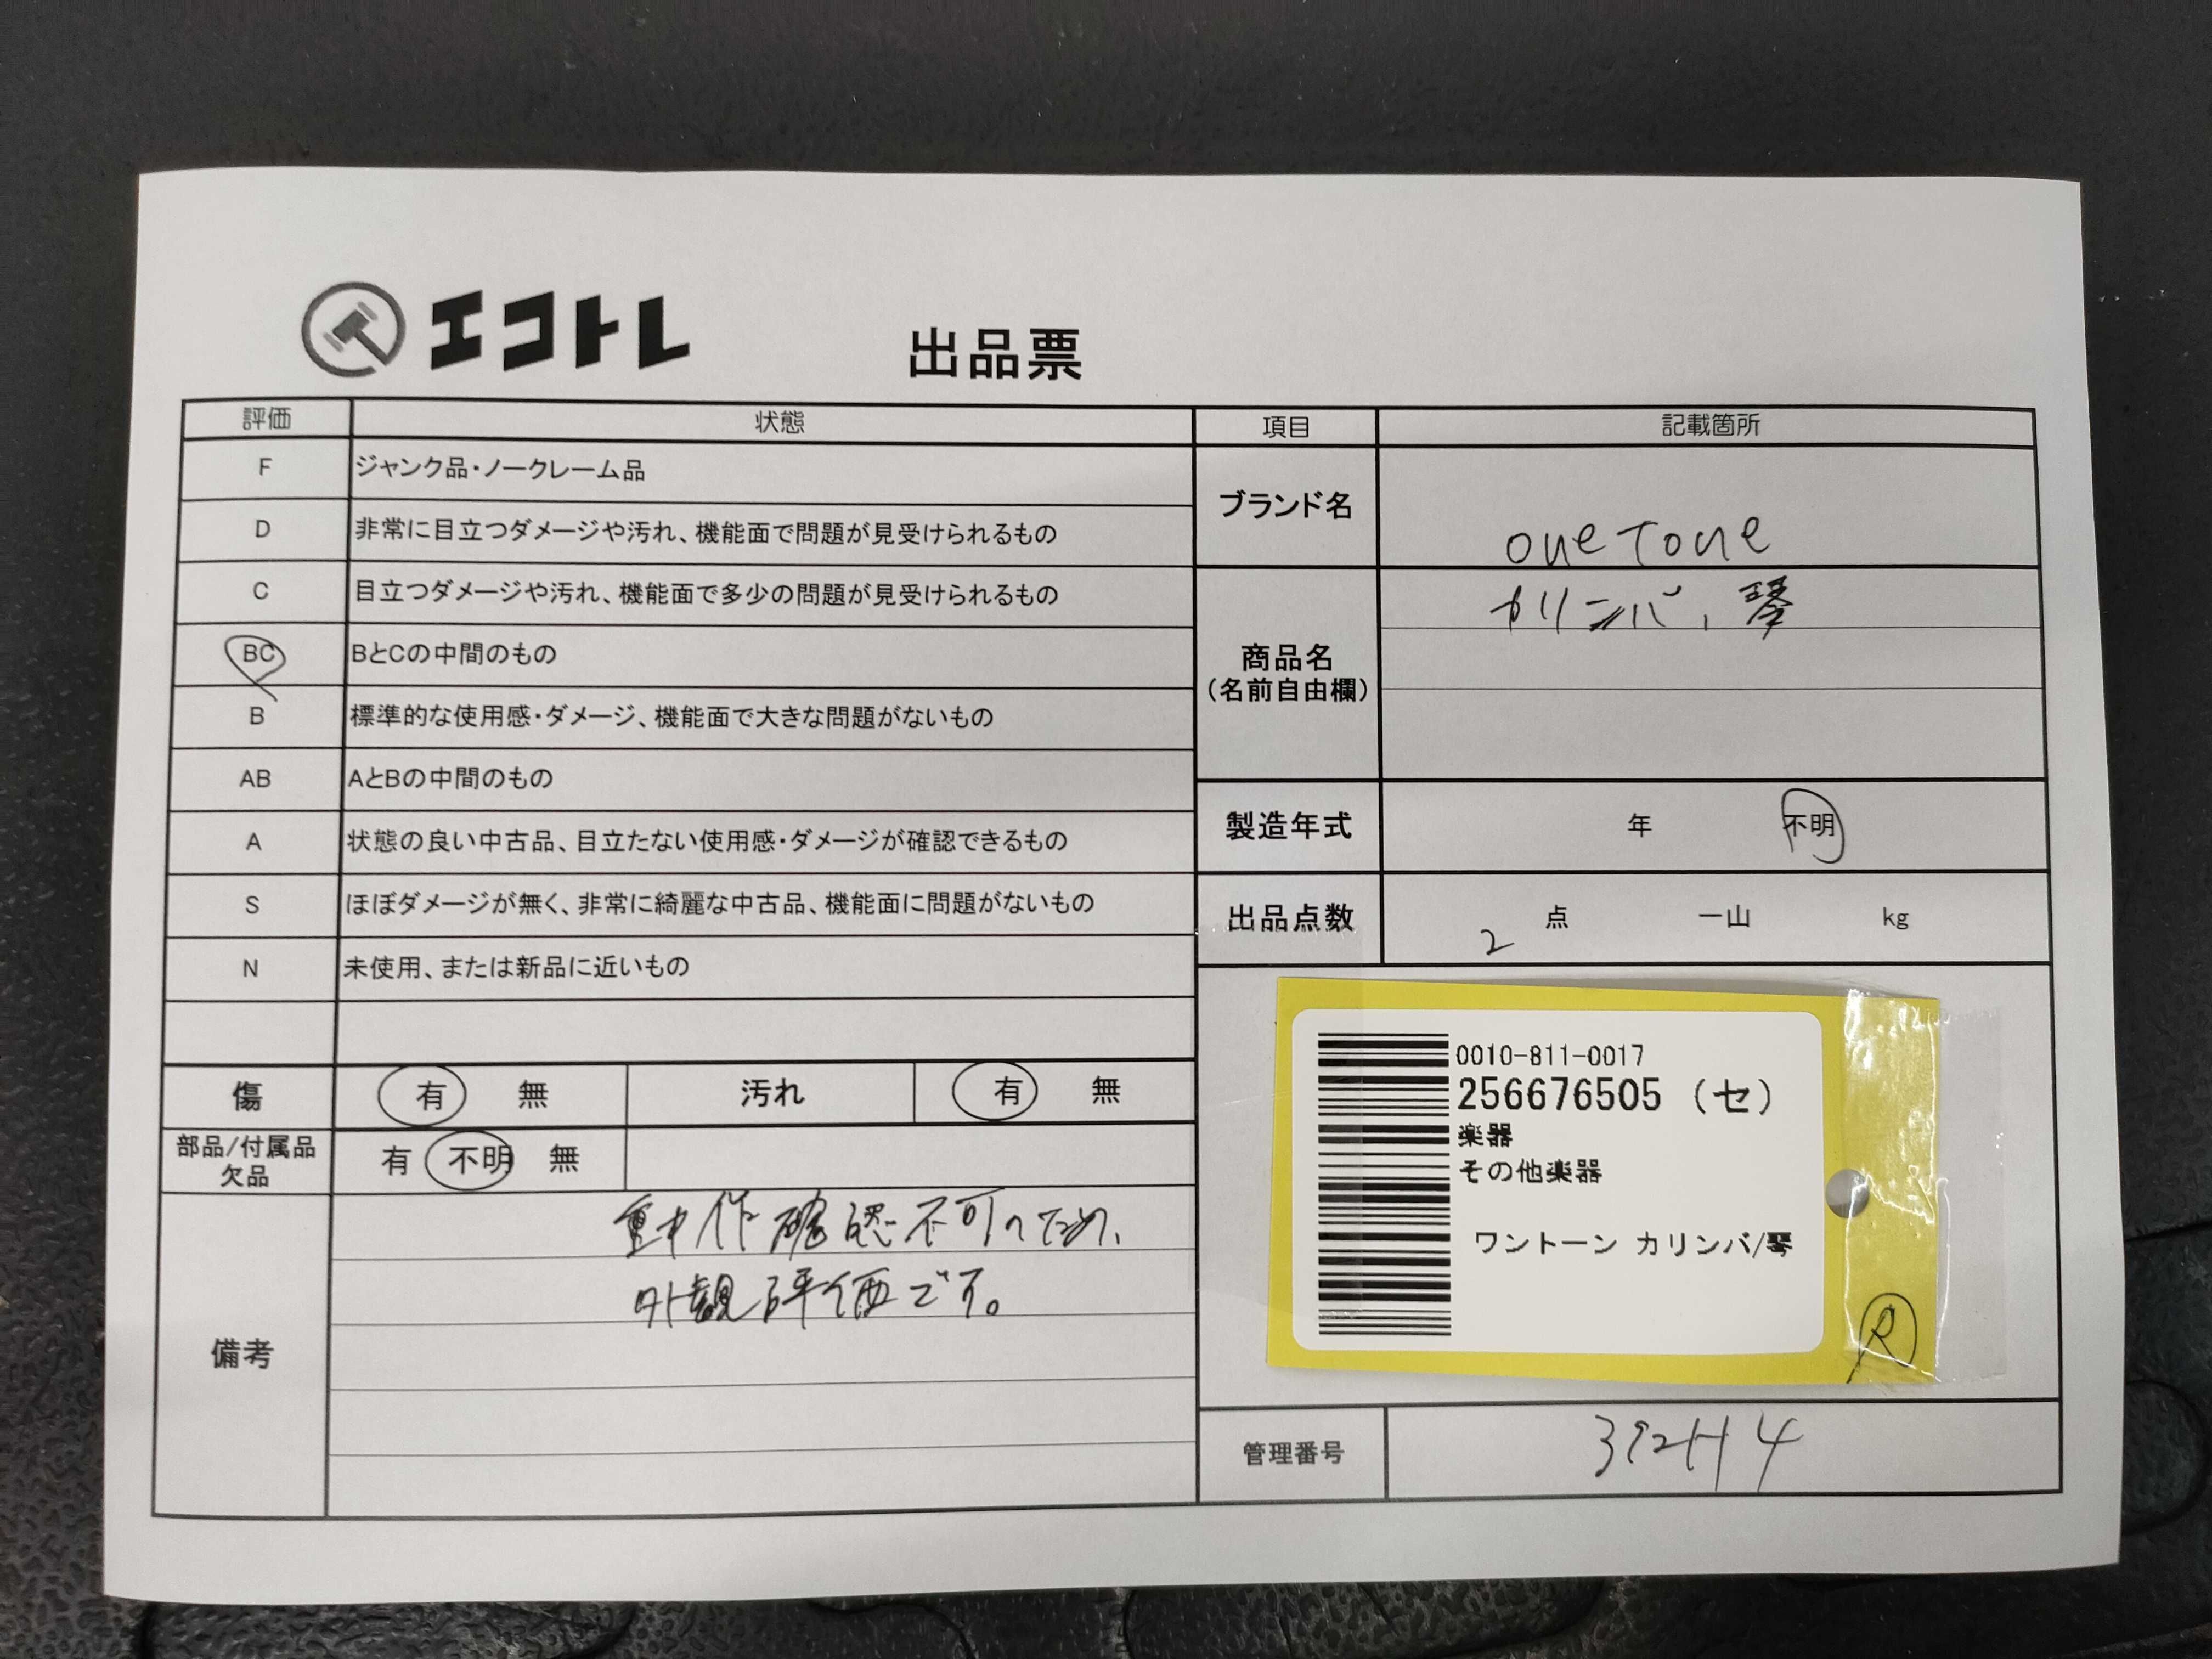 エコトレ
出品票
評価 状態
F ジャンク品・ノークレーム品
D 非常に目立つダメージや汚れ、機能面で問題が見受けられるもの
C 目立つダメージや汚れ、機能面で多少の問題が見受けられるもの
BC BとCの中間のもの
B 標準的な使用感・ダメージ、機能面で大きな問題がないもの
AB AとBの中間のもの
A 状態の良い中古品、目立たない使用感・ダメージが確認できるもの
S ほぼダメージが無く、非常に綺麗な中古品、機能面に問題がないもの
N 未使用、または新品に近いもの
傷 有 無 汚れ 有 無
部品/付属品
欠品 有 不明 無
備考
動作確認不可のため、
外観評価です。
項目 記載箇所
ブランド名 oneTone
商品名
(名前自由欄)
カリンバ、琴
製造年式 年 不明
出品点数 2 点 一山 kg
0010-811-0017
256676505 (セ)
楽器
その他楽器
ワントーン カリンバ/琴
R
管理番号 392H4